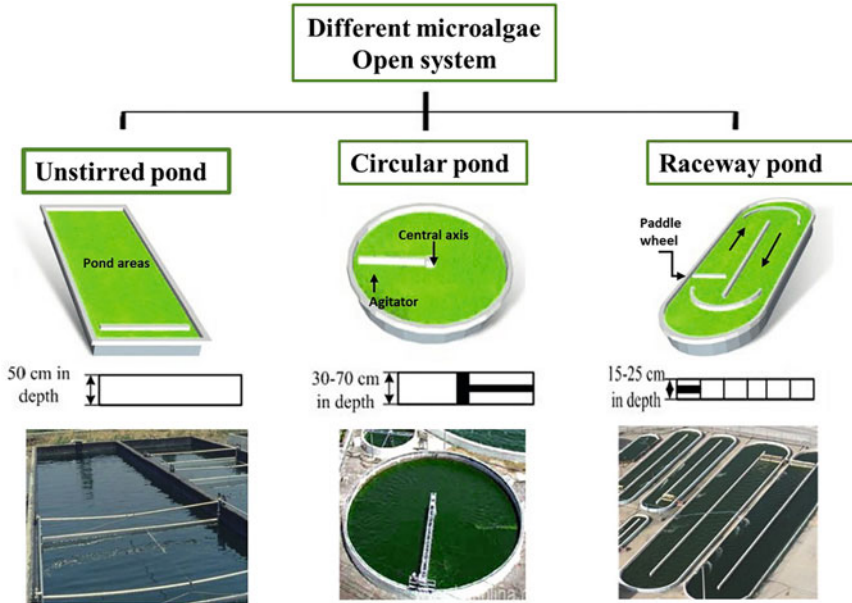 Different microalgae
Open system
Unstirred pond
Circular pond
Raceway pond
Pond areas
Central axis
Agitator
Paddle
wheel
50 cm in
depth
30-70 cm
in depth
15-25 cm
in depth